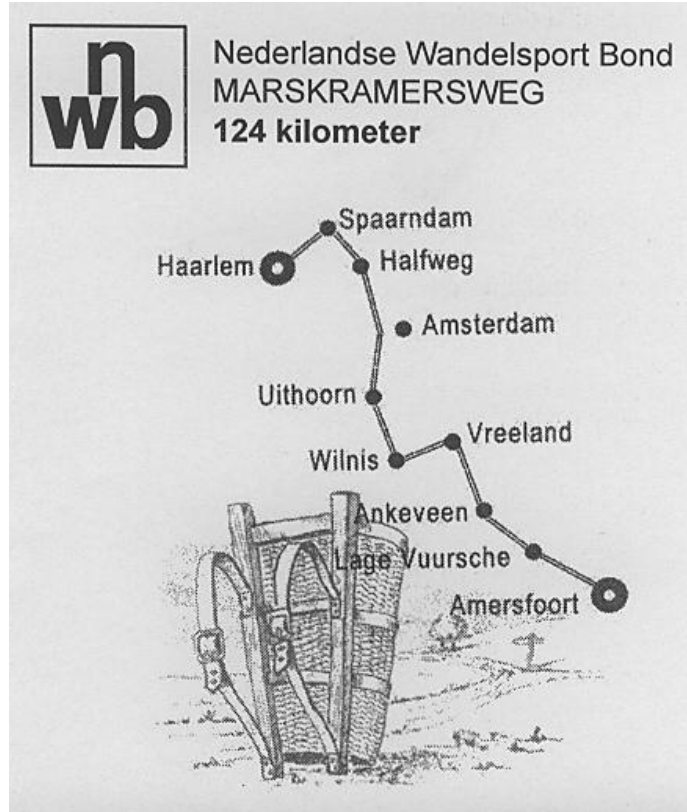 nwb
Nederlandse Wandelsport Bond
MARSKRAMERSWEG
124 kilometer
Spaarndam
Haarlem
Halfweg
Amsterdam
Uithoorn
Vreeland
Wilnis
Ankeveen
Lage Vuursche
Amersfoort